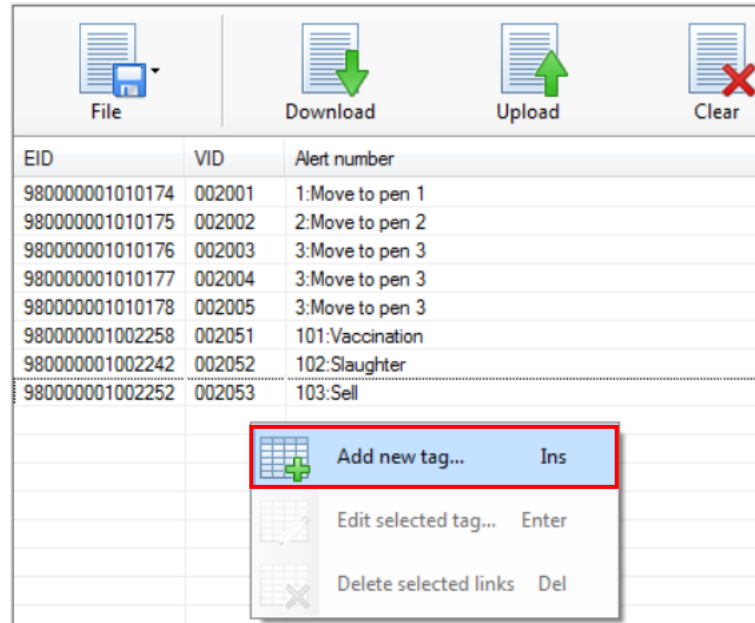 File Download Upload Clear
EID VID Alert number
980000001010174 002001 1:Move to pen 1
980000001010175 002002 2:Move to pen 2
980000001010176 002003 3:Move to pen 3
980000001010177 002004 3:Move to pen 3
980000001010178 002005 3:Move to pen 3
980000001002258 002051 101:Vaccination
980000001002242 002052 102:Slaughter
980000001002252 002053 103:Sell
Add new tag... Ins
Edit selected tag... Enter
Delete selected links Del